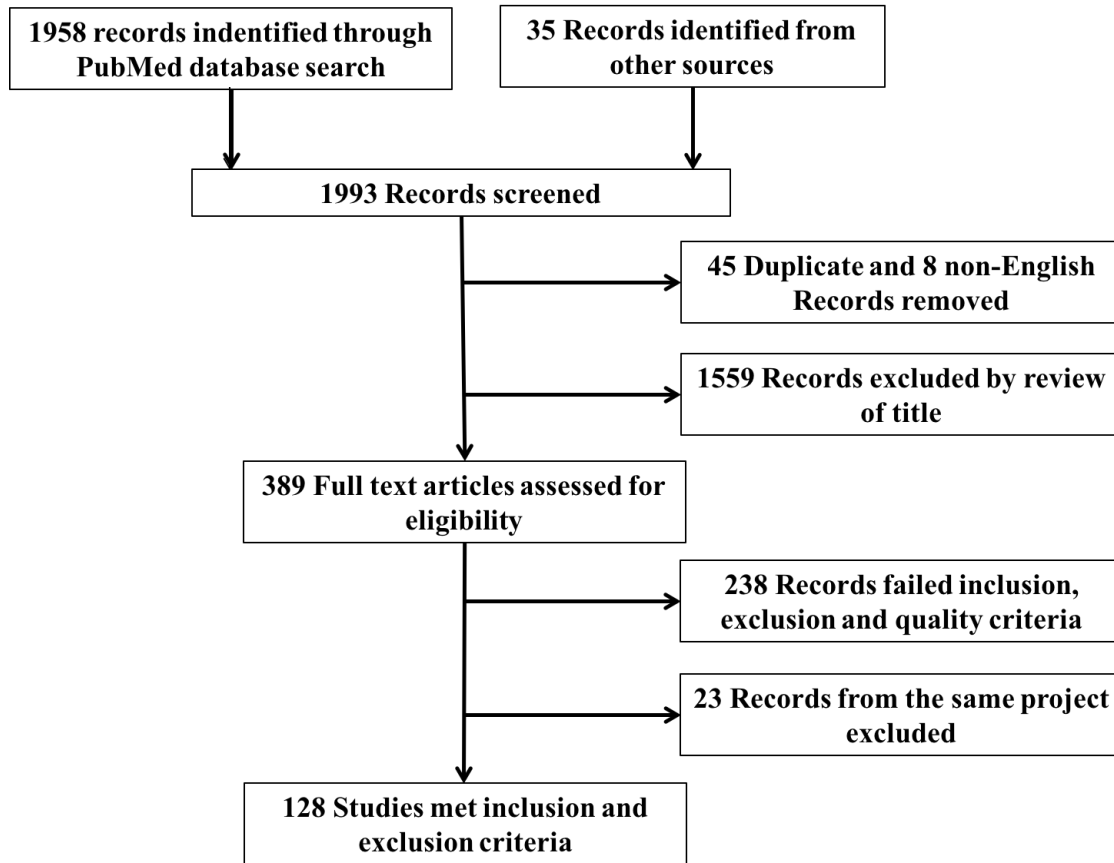 1958 records indentified through
PubMed database search
35 Records identified from
other sources
1993 Records screened
45 Duplicate and 8 non-English
Records removed
1559 Records excluded by review
of title
389 Full text articles assessed for
eligibility
238 Records failed inclusion,
exclusion and quality criteria
23 Records from the same project
excluded
128 Studies met inclusion and
exclusion criteria